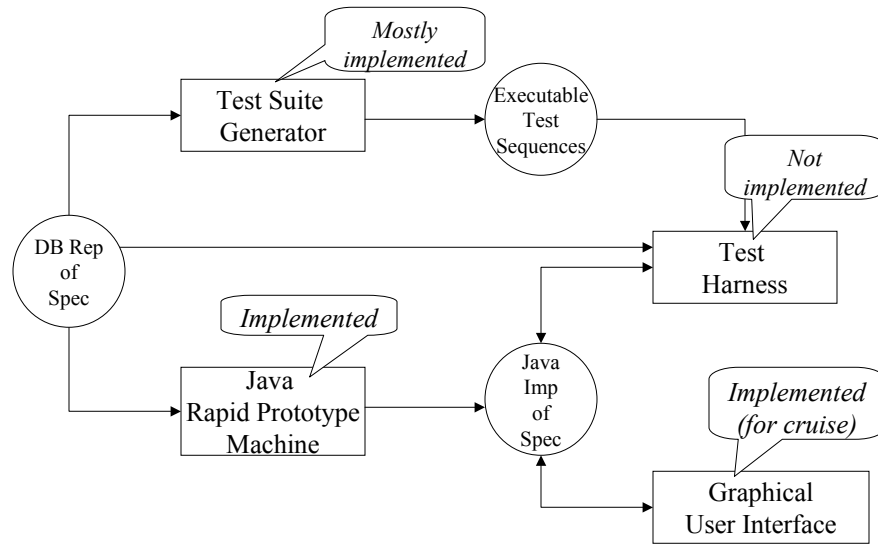 Mostly
implemented
Test Suite
Generator
Executable
Test
Sequences
Not
implemented
DB Rep
of
Spec
Test
Harness
Implemented
Java
Rapid Prototype
Machine
Java
Imp
of
Spec
Implemented
(for cruise)
Graphical
User Interface